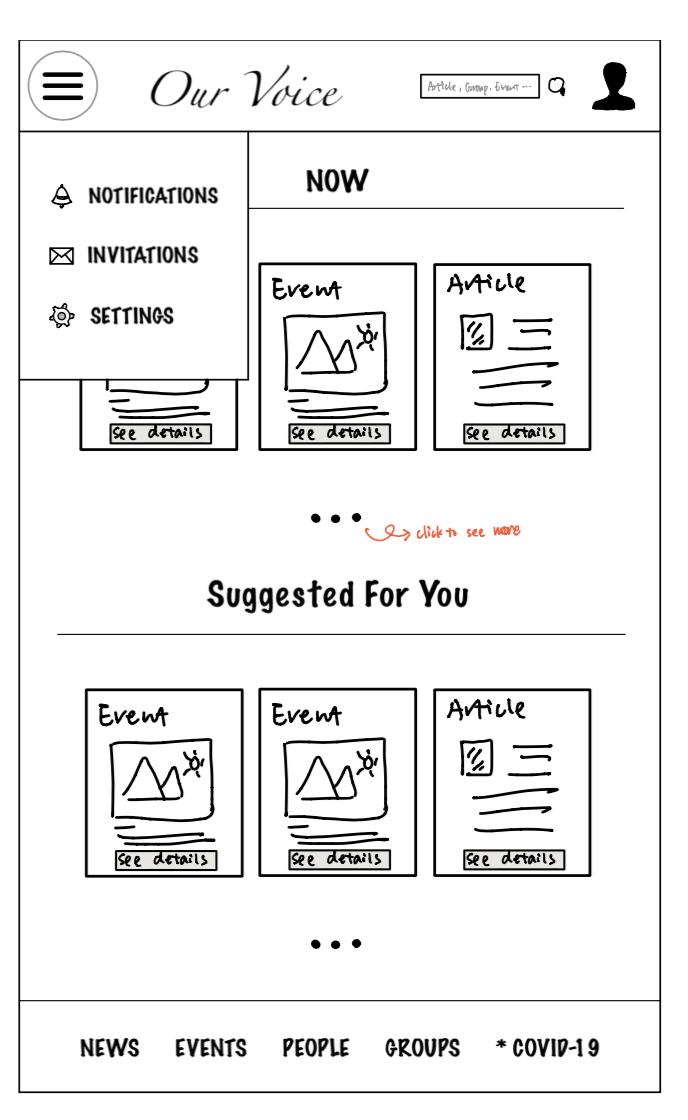 Our Voice
Article, Group, Event ...
NOTIFICATIONS
INVITATIONS
SETTINGS
NOW
Event
Article
See details
See details
See details
click to see more
Suggested For You
Event
Event
Article
See details
See details
See details
NEWS EVENTS PEOPLE GROUPS * COVID-19